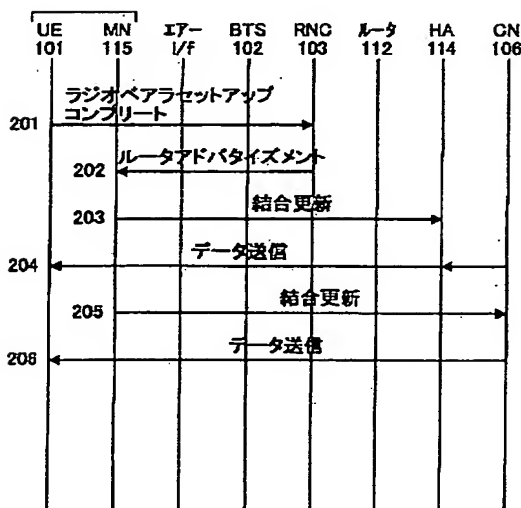 UE MN エアー BTS RNC ルータ HA CN
101 115 I/f 102 103 112 114 106
ラジオベアラセットアップ
コンプリート
201
ルータアドバタイズメント
202
結合更新
203
データ送信
204
結合更新
205
データ送信
206